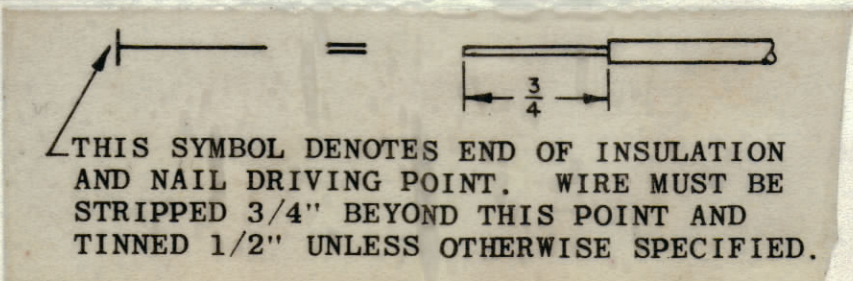 =
3/4
THIS SYMBOL DENOTES END OF INSULATION
AND NAIL DRIVING POINT. WIRE MUST BE
STRIPPED 3/4" BEYOND THIS POINT AND
TINNED 1/2" UNLESS OTHERWISE SPECIFIED.